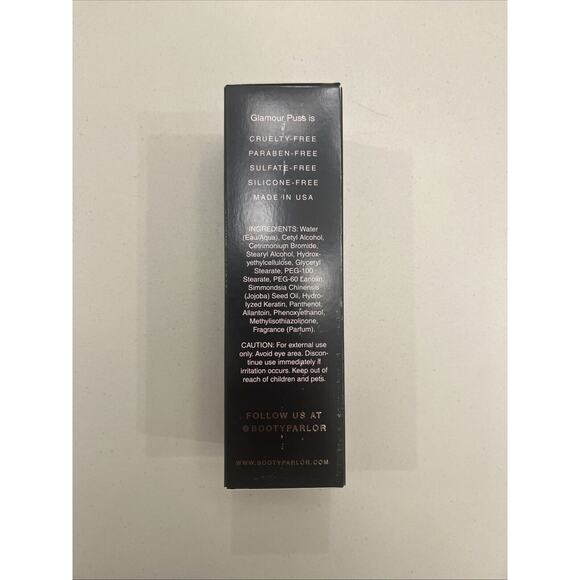 Glamour Puss is
CRUELTY-FREE
PARABEN-FREE
SULFATE-FREE
SILICONE-FREE
MADE IN USA
INGREDIENTS: Water
(Eau/Aqua), Cetyl Alcohol,
Cetrimonium Bromide,
Stearyl Alcohol, Hydrox-
yethylcellulose, Glyceryl
Stearate, PEG-100
Stearate, PEG-60 Lanolin,
Simmondsia Chinensis
(Jojoba) Seed Oil, Hydro-
lyzed Keratin, Panthenol,
Allantoin, Phenoxyethanol,
Methylisothiazolinone,
Fragrance (Parfum).
CAUTION: For external use
only. Avoid eye area. Discon-
tinue use immediately if
irritation occurs. Keep out of
reach of children and pets.
FOLLOW US AT
@BOOTYPARLOR
WWW.BOOTYPARLOR.COM